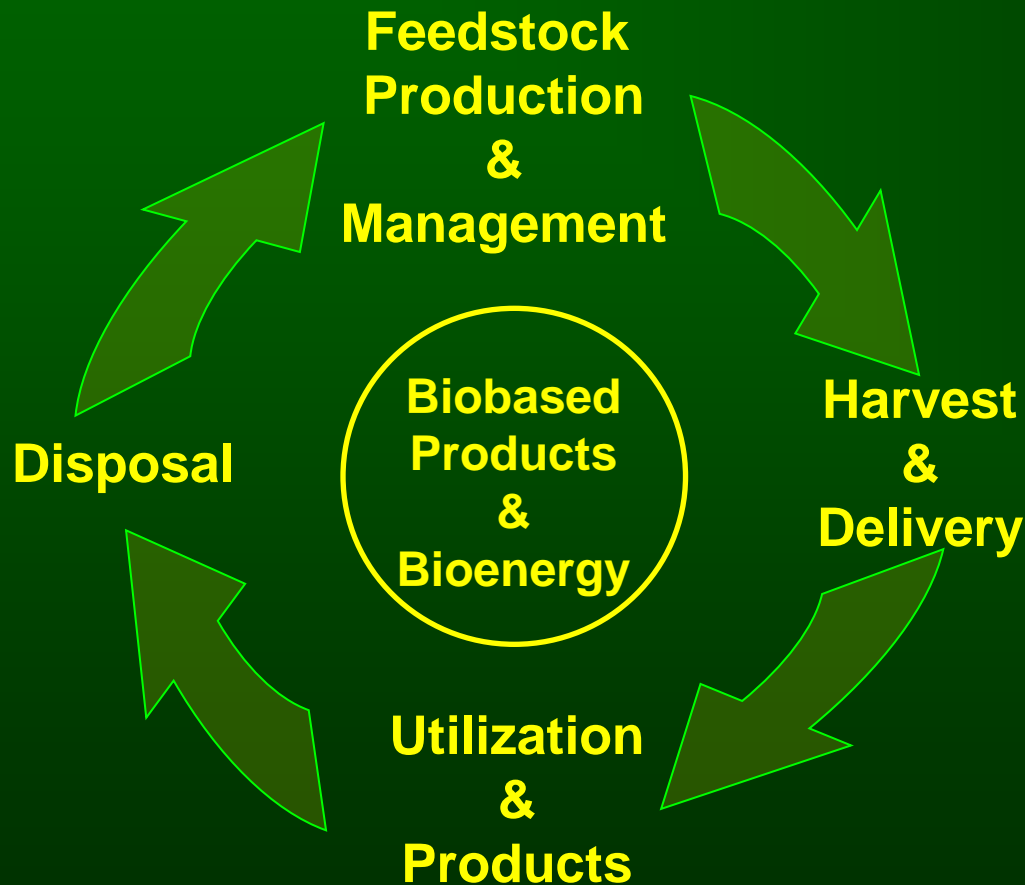 Feedstock
Production
&
Management
Harvest
&
Delivery
Utilization
&
Products
Disposal
Biobased
Products
&
Bioenergy